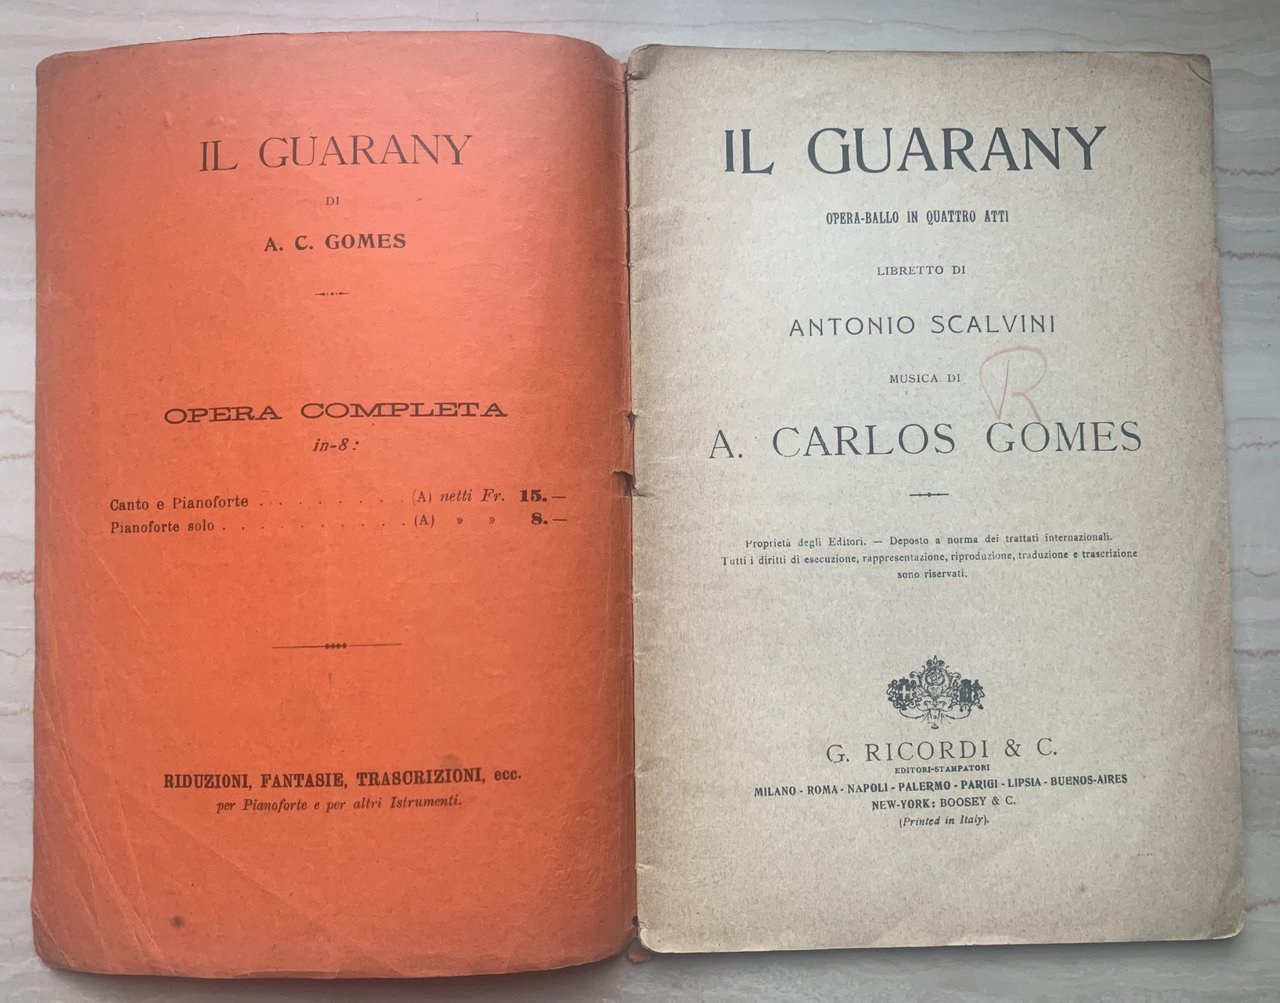 IL GUARANY
DI
A. C. GOMES
OPERA COMPLETA
in-8:
Canto e Pianoforte . . . . . . . . . (A) netti Fr. 15.—
Pianoforte solo . . . . . . . . . . . (A) » » 8.—
RIDUZIONI, FANTASIE, TRASCRIZIONI, ecc.
per Pianoforte e per altri Istrumenti.
IL GUARANY
OPERA-BALLO IN QUATTRO ATTI
LIBRETTO DI
ANTONIO SCALVINI
MUSICA DI
R
A. CARLOS GOMES
Proprietà degli Editori. — Deposto a norma dei trattati internazionali.
Tutti i diritti di esecuzione, rappresentazione, riproduzione, traduzione e trascrizione
sono riservati.
G. RICORDI & C.
EDITORI-STAMPATORI
MILANO - ROMA - NAPOLI - PALERMO - PARIGI - LIPSIA - BUENOS-AIRES
NEW-YORK: BOOSEY & C.
(Printed in Italy).